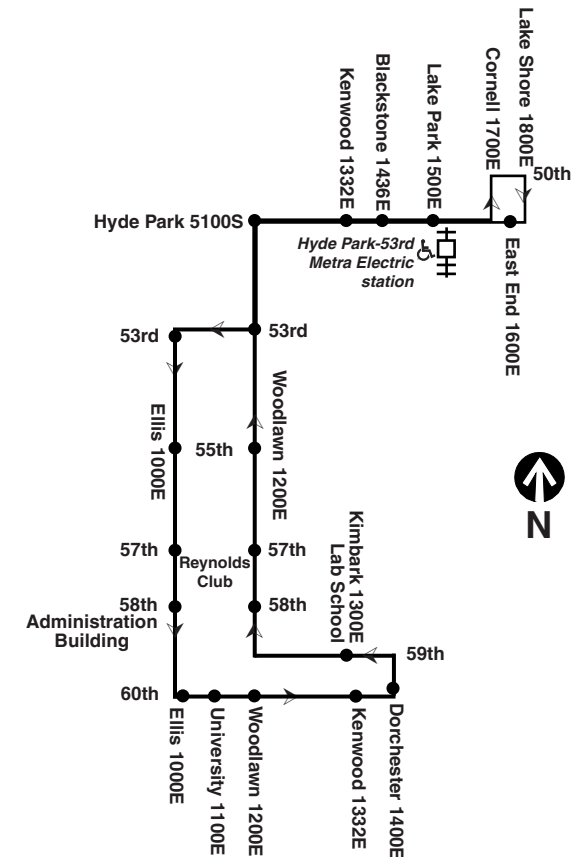 Lake Shore 1800E
Cornell 1700E
50th
Lake Park 1500E
Blackstone 1436E
Kenwood 1332E
Hyde Park 5100S
Hyde Park-53rd
Metra Electric
station
East End 1600E
53rd
53rd
Woodlawn 1200E
Ellis 1000E
55th
N
57th
Reynolds
Club
57th
Kimbark 1300E
Lab School
58th
Administration
Building
58th
59th
60th
Ellis 1000E
University 1100E
Woodlawn 1200E
Kenwood 1332E
Dorchester 1400E